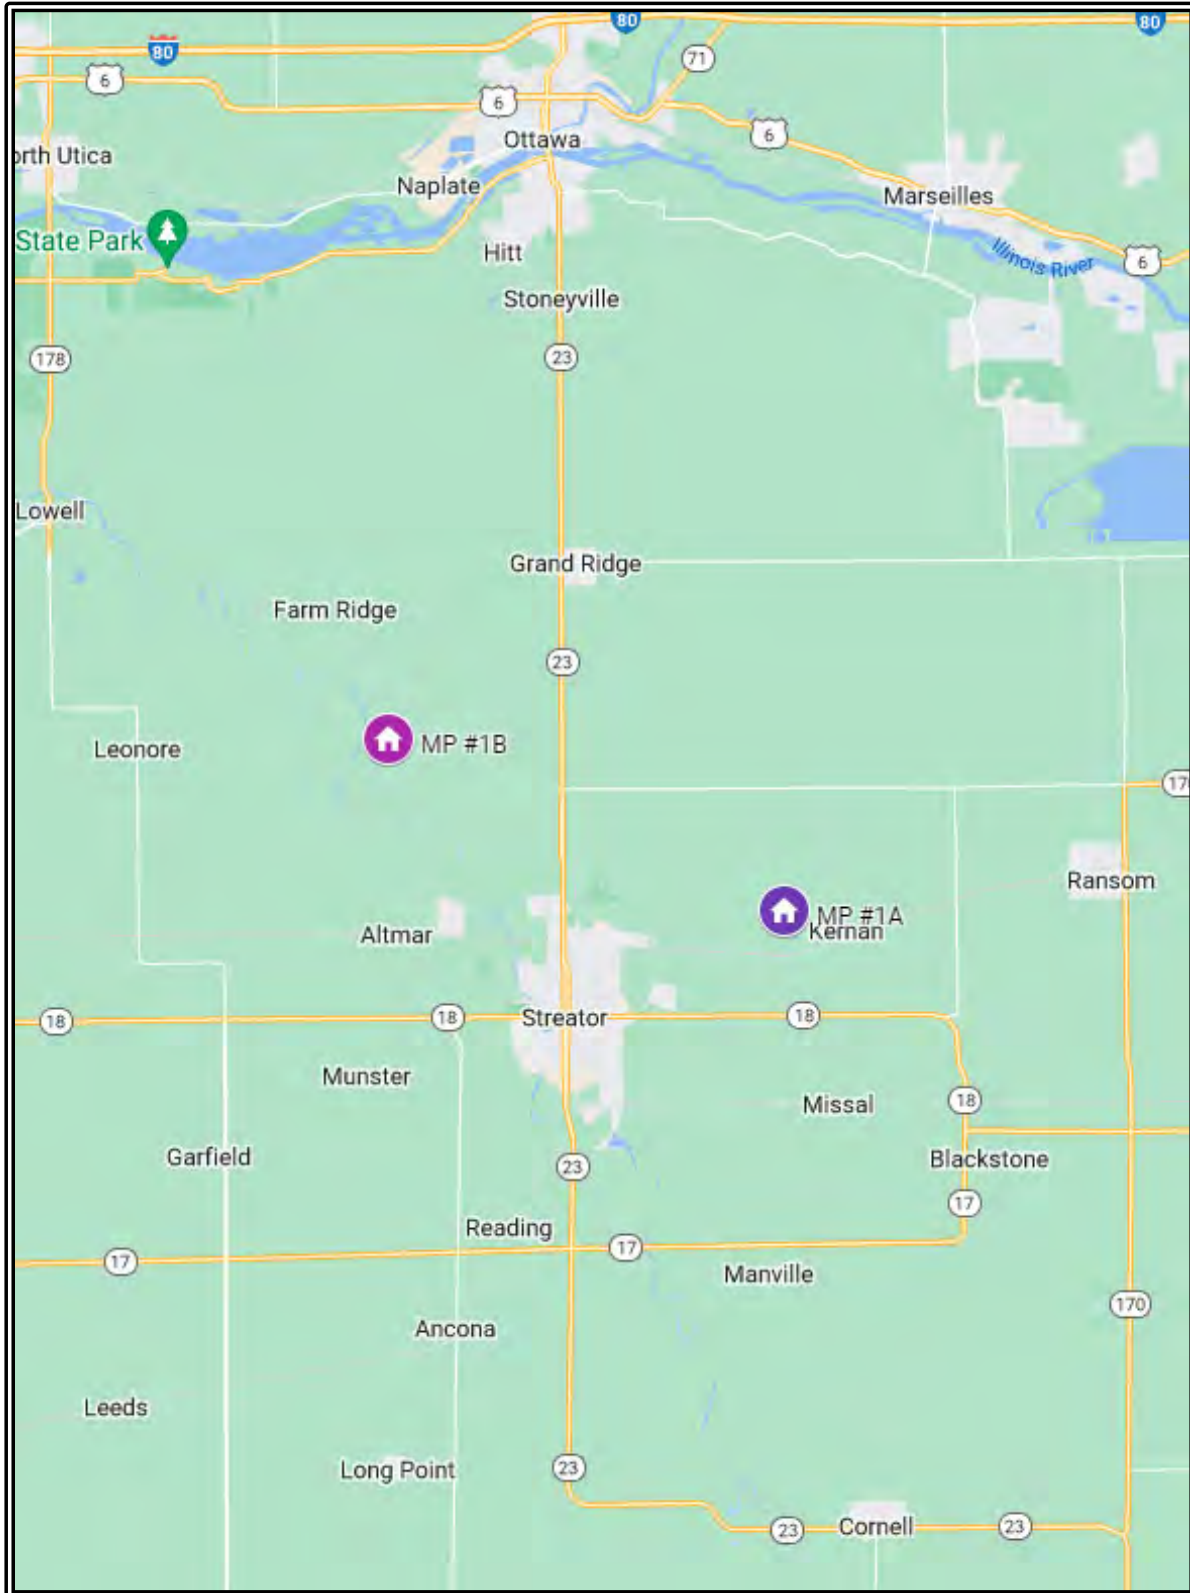 80
80
80
6
71
6
Ottawa
6
orth Utica
Naplate
Marseilles
State Park
Hitt
Illinois River
6
Stoneyville
178
23
Lowell
Grand Ridge
Farm Ridge
23
Leonore
MP #1B
170
Ransom
MP #1A
Kernan
Altmar
18
18
Streator
18
Munster
Missal
18
Garfield
23
Blackstone
17
Reading
17
17
Manville
170
Ancona
Leeds
Long Point
23
23
Cornell
23